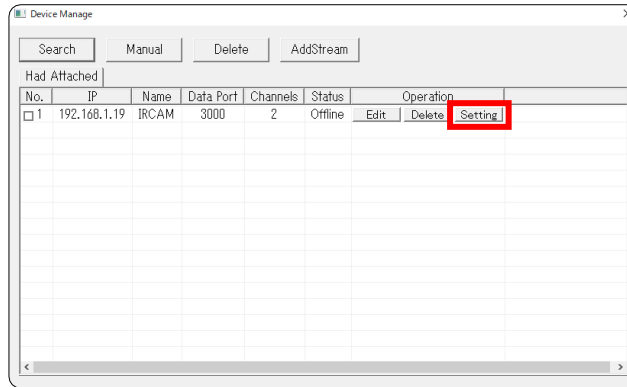 Device Manage
Search Manual Delete AddStream
Had Attached
No. IP Name Data Port Channels Status Operation
1 192.168.1.19 IRCAM 3000 2 Offline Edit Delete Setting